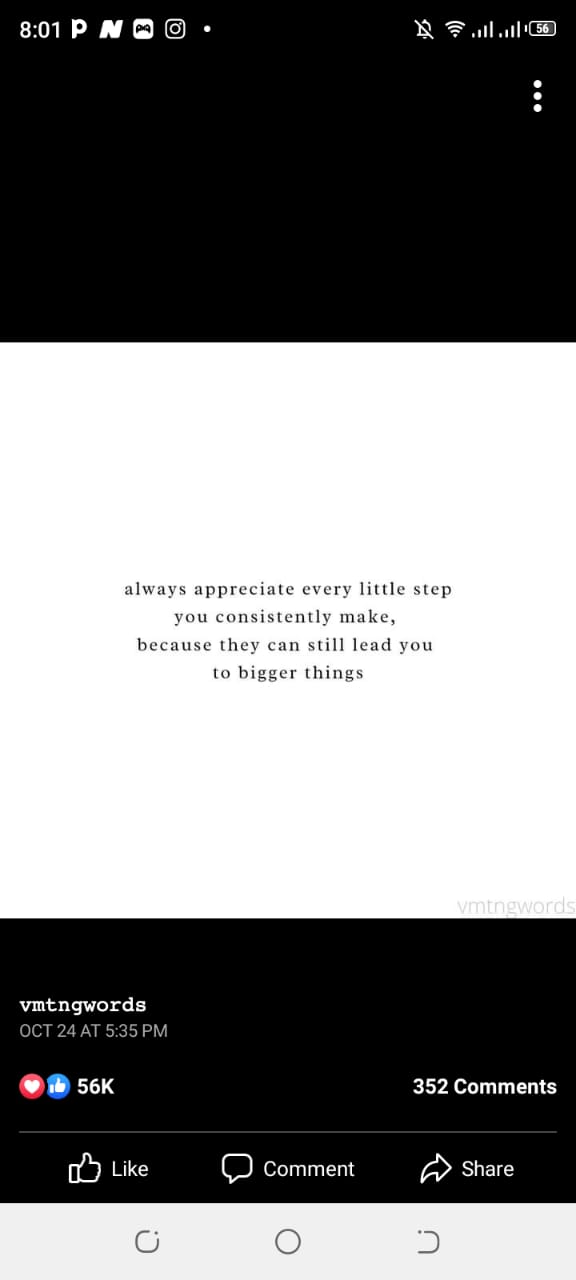 8:01
56
always appreciate every little step
you consistently make,
because they can still lead you
to bigger things
vmtngwords
vmtngwords
OCT 24 AT 5:35 PM
56K
352 Comments
Like
Comment
Share